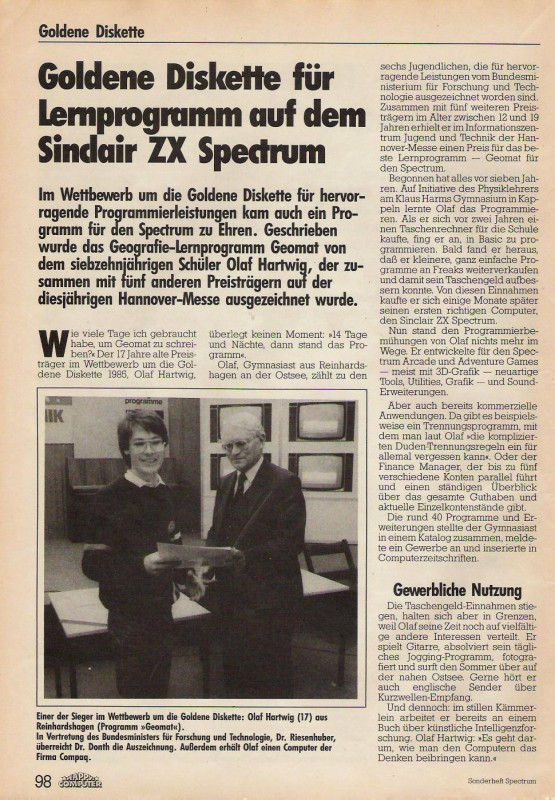 Goldene Diskette
Goldene Diskette für
Lernprogramm auf dem
Sinclair ZX Spectrum
Im Wettbewerb um die Goldene Diskette für hervor-
ragende Programmierleistungen kam auch ein Pro-
gramm für den Spectrum zu Ehren. Geschrieben
wurde das Geografie-Lernprogramm Geomat von
dem siebzehnjährigen Schüler Olaf Hartwig, der zu-
sammen mit fünf anderen Preisträgern auf der
diesjährigen Hannover-Messe ausgezeichnet wurde.
Wie viele Tage ich gebraucht
habe, um Geomat zu schrei-
ben?« Der 17 Jahre alte Preis-
träger im Wettbewerb um die Gol-
dene Diskette 1985, Olaf Hartwig,
überlegt keinen Moment: »14 Tage
und Nächte, dann stand das Pro-
gramm«.
Olaf, Gymnasiast aus Reinhards-
hagen an der Ostsee, zählt zu den
NIK
programme
Einer der Sieger im Wettbewerb um die Goldene Diskette: Olaf Hartwig (17) aus
Reinhardshagen (Programm »Geomat«).
In Vertretung des Bundesministers für Forschung und Technologie, Dr. Riesenhuber,
überreicht Dr. Donth die Auszeichnung. Außerdem erhält Olaf einen Computer der
Firma Compaq.
sechs Jugendlichen, die für hervor-
ragende Leistungen vom Bundesmi-
nisterium für Forschung und Tech-
nologie ausgezeichnet worden sind.
Zusammen mit fünf weiteren Preis-
trägern im Alter zwischen 12 und 19
Jahren erhielt er im Informationszen-
trum Jugend und Technik der Han-
nover-Messe einen Preis für das be-
ste Lernprogramm — Geomat für
den Spectrum.
Begonnen hat alles vor sieben Jah-
ren. Auf Initiative des Physiklehrers
am Klaus Harms Gymnasium in Kap-
peln lernte Olaf das Programmie-
ren. Als er sich vor zwei Jahren ei-
nen Taschenrechner für die Schule
kaufte, fing er an, in Basic zu pro-
grammieren. Bald fand er heraus,
daß er kleinere, ganz einfache Pro-
gramme an Freaks weiterverkaufen
und damit sein Taschengeld aufbes-
sern konnte. Von diesen Einnahmen
kaufte er sich einige Monate später
seinen ersten richtigen Computer,
den Sinclair ZX Spectrum.
Nun stand den Programmierbe-
mühungen von Olaf nichts mehr im
Wege. Er entwickelte für den Spec-
trum Arcade und Adventure Games
— meist mit 3D-Grafik — neuartige
Tools, Utilities, Grafik — und Sound-
Erweiterungen.
Aber auch bereits kommerzielle
Anwendungen. Da gibt es beispiels-
weise ein Trennungsprogramm, mit
dem man laut Olaf »die komplizier-
ten Duden-Trennungsregeln ein für
allemal vergessen kann«. Oder der
Finance Manager, der bis zu fünf
verschiedene Konten parallel führt
und einen ständigen Überblick
über das gesamte Guthaben und
aktuelle Einzelkontenstände gibt.
Die rund 40 Programme und Er-
weiterungen stellte der Gymnasiast
in einem Katalog zusammen, melde-
te ein Gewerbe an und inserierte in
Computerzeitschriften.
Gewerbliche Nutzung
Die Taschengeld-Einnahmen stie-
gen, halten sich aber in Grenzen,
weil Olaf seine Zeit noch auf vielfälti-
ge andere Interessen verteilt. Er
spielt Gitarre, absolviert sein tägli-
ches Jogging-Programm, fotogra-
fiert und surft den Sommer über auf
der nahen Ostsee. Gerne hört er
auch englische Sender über
Kurzwellen-Empfang.
Und dennoch: im stillen Kämmer-
lein arbeitet er bereits an einem
Buch über künstliche Intelligenzfor-
schung. Olaf Hartwig: »Es geht dar-
um, wie man den Computern das
Denken beibringen kann.«
98 HAPPY COMPUTER
Sonderheft Spectrum